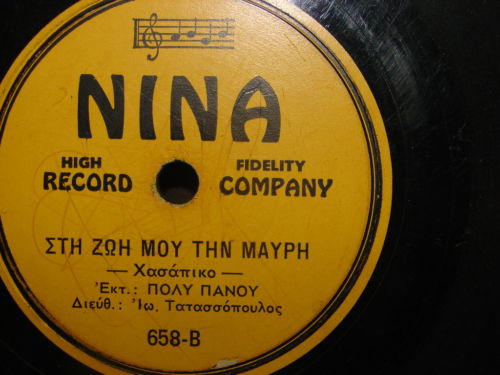 NINA
HIGH FIDELITY
RECORD COMPANY
ΣΤΗ ΖΩΗ ΜΟΥ ΤΗΝ ΜΑΥΡΗ
— Χασάπικο —
Ἐκτ.: ΠΟΛΥ ΠΑΝΟΥ
Διεύθ.: Ἰω. Τατασσόπουλος
658-B